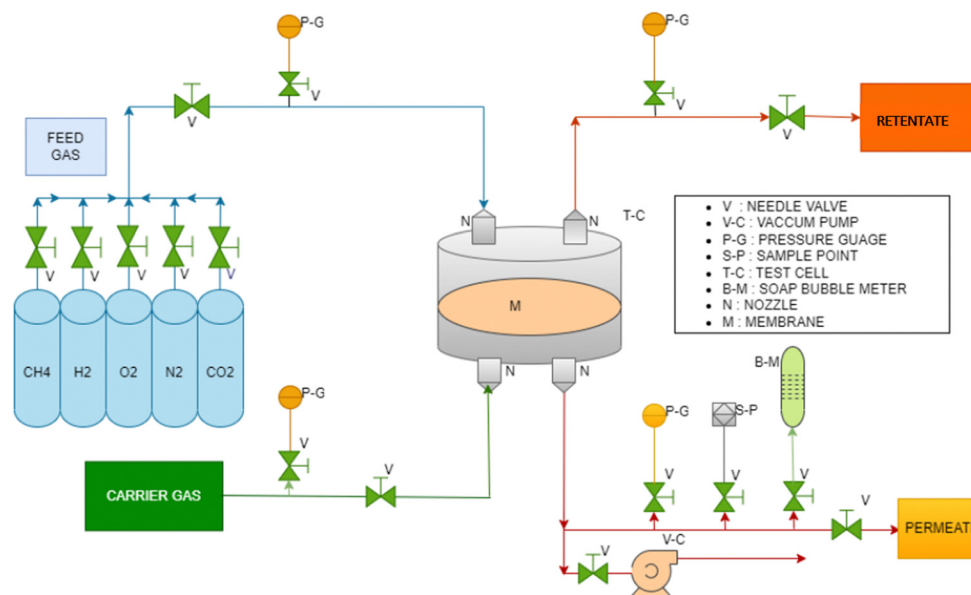 P-G
P-G
V
V
V
V
FEED
GAS
RETENTATE
N
N
T-C
V : NEEDLE VALVE
V-C : VACCUM PUMP
P-G : PRESSURE GUAGE
S-P : SAMPLE POINT
T-C : TEST CELL
B-M : SOAP BUBBLE METER
N : NOZZLE
M : MEMBRANE
V
V
V
V
V
M
CH4
H2
O2
N2
CO2
N
N
B-M
P-G
P-G
S-P
V
V
V
V
V
CARRIER GAS
V
PERMEAT
V
V-C